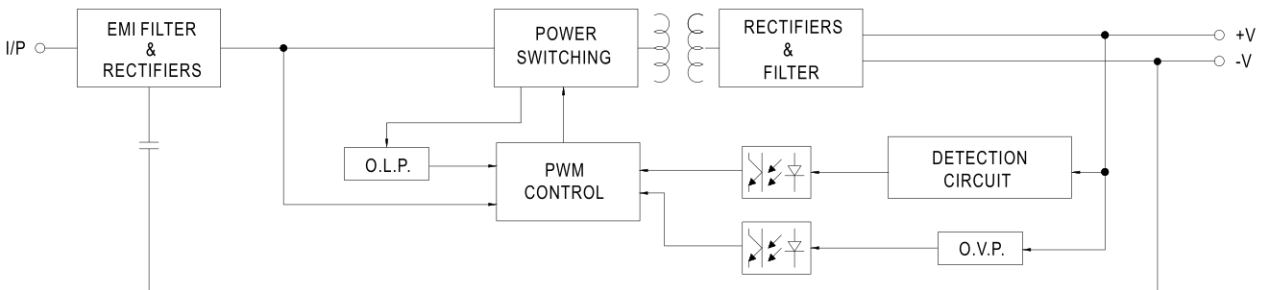 I/P
EMI FILTER
&
RECTIFIERS
POWER
SWITCHING
RECTIFIERS
&
FILTER
+V
-V
O.L.P.
PWM
CONTROL
DETECTION
CIRCUIT
O.V.P.